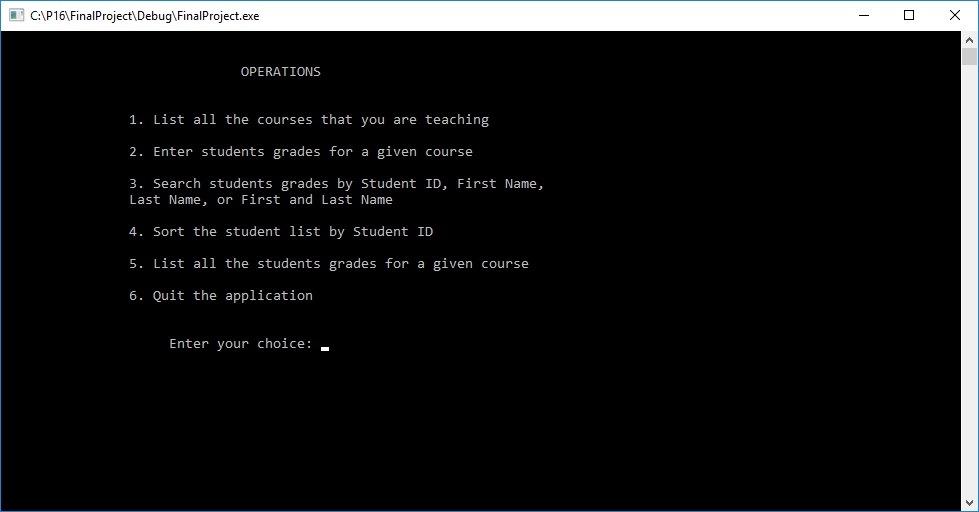 C:\P16\FinalProject\Debug\FinalProject.exe
OPERATIONS
1. List all the courses that you are teaching
2. Enter students grades for a given course
3. Search students grades by Student ID, First Name,
Last Name, or First and Last Name
4. Sort the student list by Student ID
5. List all the students grades for a given course
6. Quit the application
Enter your choice: